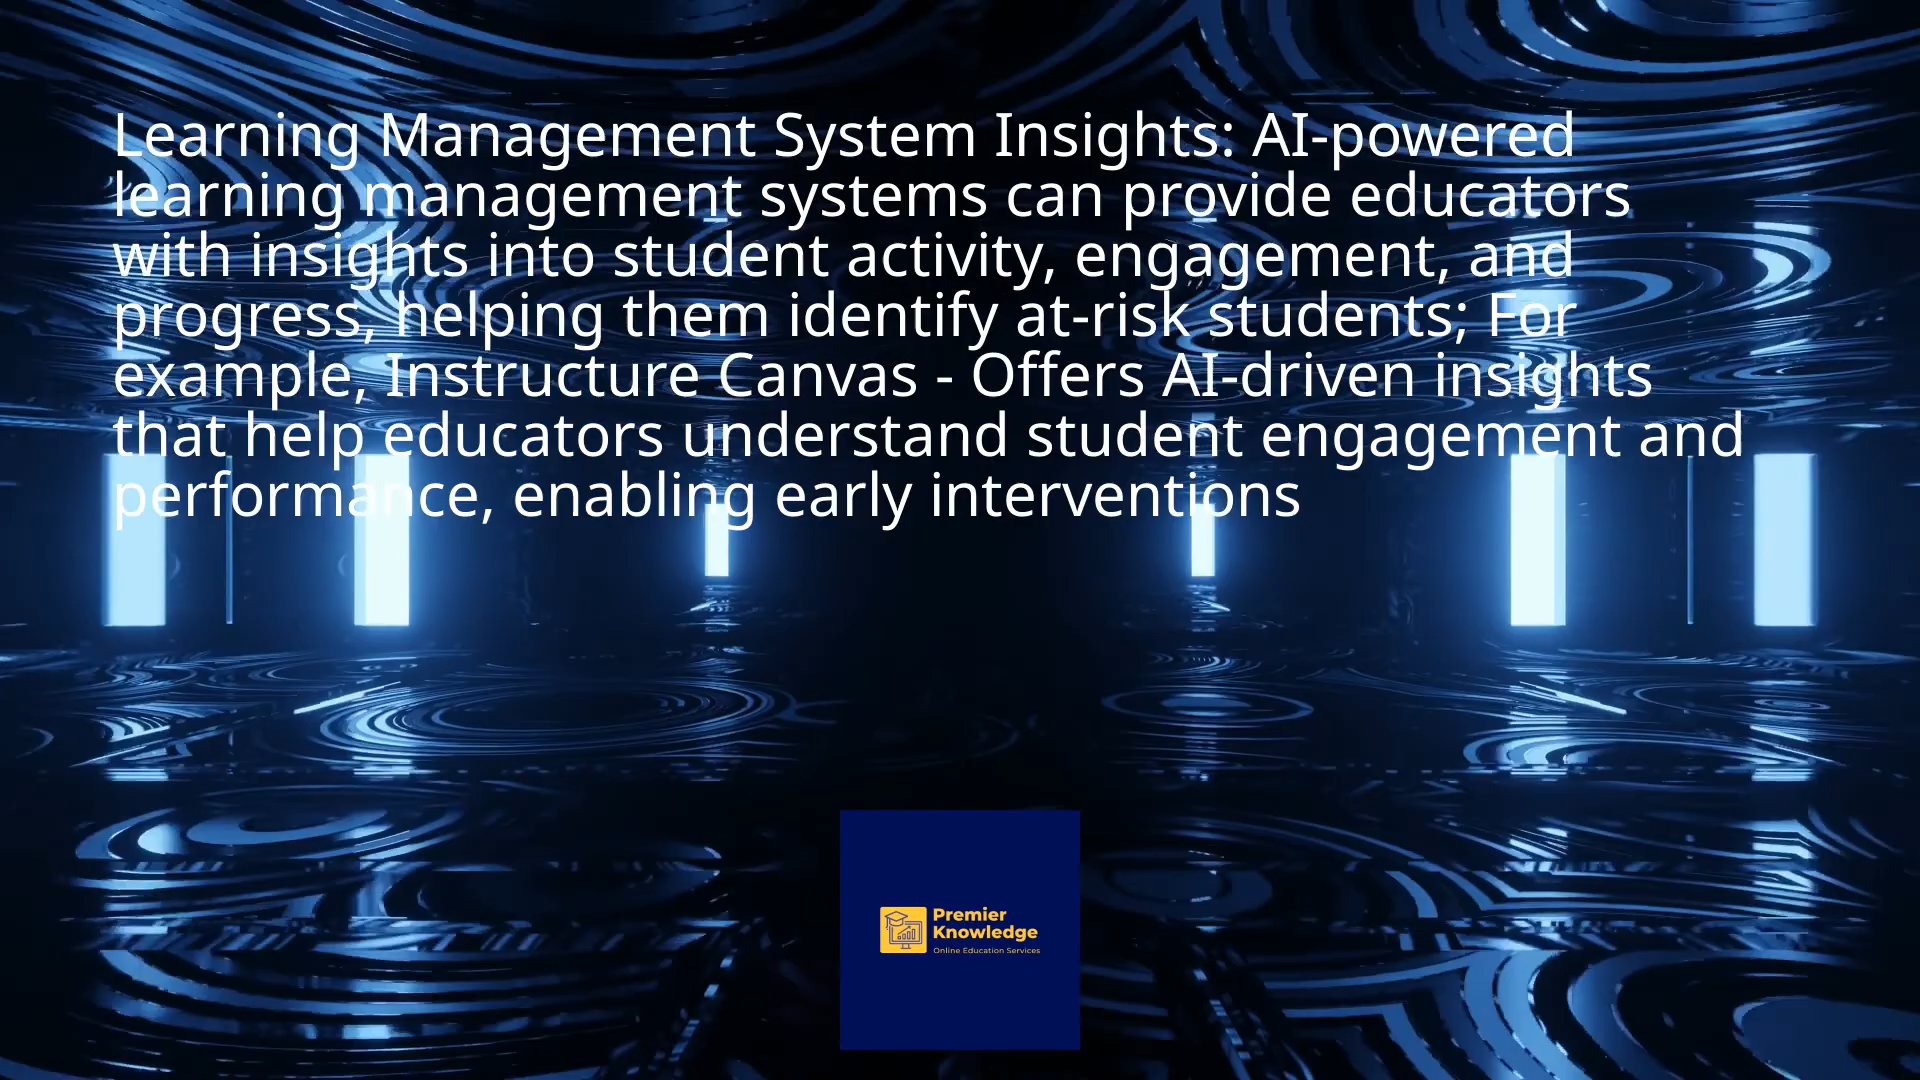 Learning Management System Insights: AI-powered
learning management systems can provide educators
with insights into student activity, engagement, and
progress, helping them identify at-risk students; For
example, Instructure Canvas - Offers AI-driven insights
that help educators understand student engagement and
performance, enabling early interventions
Premier
Knowledge
Online Education Services